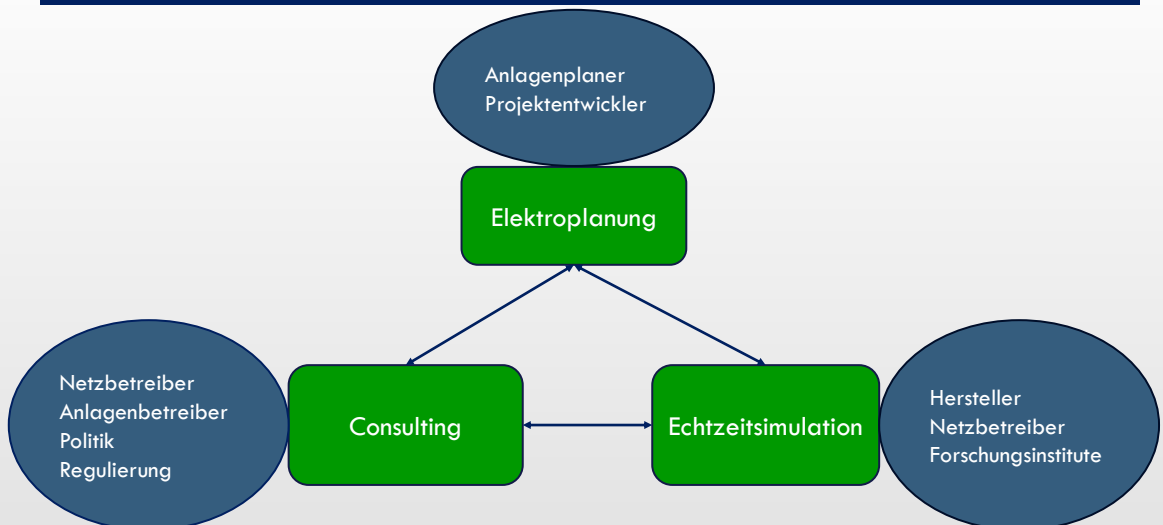 Anlagenplaner
Projektentwickler
Elektroplanung
Netzbetreiber
Anlagenbetreiber
Politik
Regulierung
Consulting
Echtzeitsimulation
Hersteller
Netzbetreiber
Forschungsinstitute